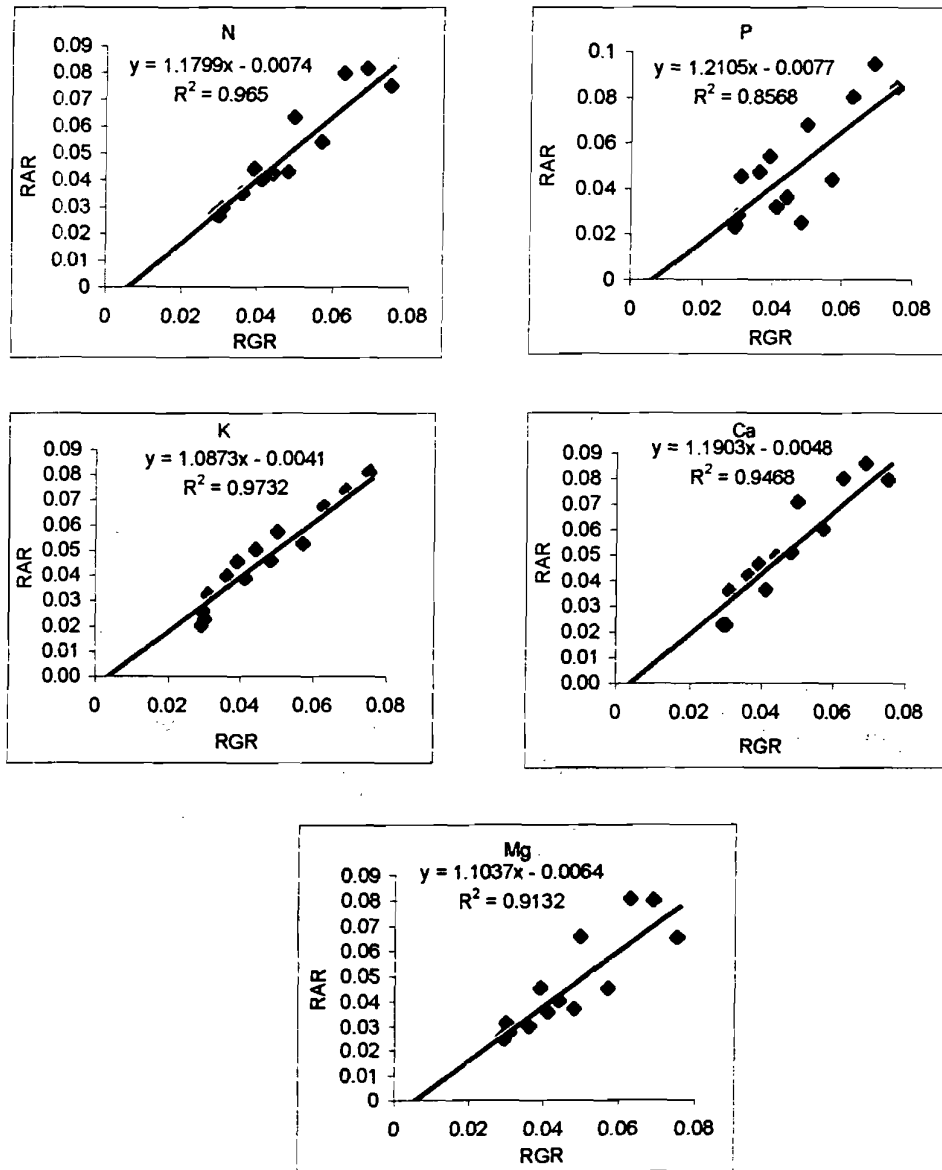 N
y = 1.1799x - 0.0074
R² = 0.965
0.09
0.08
0.07
0.06
0.05
0.04
0.03
0.02
0.01
0
RAR
0 0.02 0.04 0.06 0.08
RGR
P
y = 1.2105x - 0.0077
R² = 0.8568
0.1
0.08
0.06
0.04
0.02
0
RAR
0 0.02 0.04 0.06 0.08
RGR
K
y = 1.0873x - 0.0041
R² = 0.9732
0.09
0.08
0.07
0.06
0.05
0.04
0.03
0.02
0.01
0.00
RAR
0 0.02 0.04 0.06 0.08
RGR
Ca
y = 1.1903x - 0.0048
R² = 0.9468
0.09
0.08
0.07
0.06
0.05
0.04
0.03
0.02
0.01
0.00
RAR
0 0.02 0.04 0.06 0.08
RGR
Mg
y = 1.1037x - 0.0064
R² = 0.9132
0.09
0.08
0.07
0.06
0.05
0.04
0.03
0.02
0.01
0
RAR
0 0.02 0.04 0.06 0.08
RGR